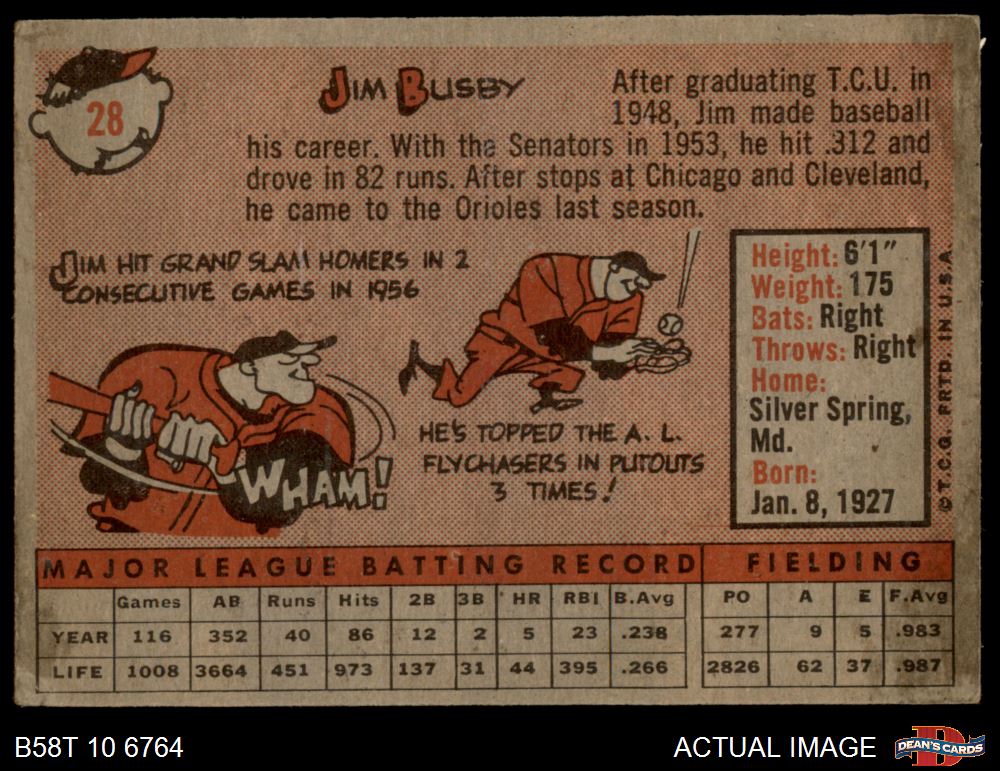 28
JIM BUSBY
After graduating T.C.U. in
1948, Jim made baseball
his career. With the Senators in 1953, he hit .312 and
drove in 82 runs. After stops at Chicago and Cleveland,
he came to the Orioles last season.
JIM HIT GRAND SLAM HOMERS IN 2
CONSECUTIVE GAMES IN 1956
WHAM!
HE'S TOPPED THE A. L.
FLYCHASERS IN PUTOUTS
3 TIMES!
Height: 6'1"
Weight: 175
Bats: Right
Throws: Right
Home:
Silver Spring,
Md.
Born:
Jan. 8, 1927
© T.C.G. PRTD. IN U.S.A.
MAJOR LEAGUE BATTING RECORD FIELDING
Games AB Runs Hits 2B 3B HR RBI B.Avg PO A E F.Avg
YEAR 116 352 40 86 12 2 5 23 .238 277 9 5 .983
LIFE 1008 3664 451 973 137 31 44 395 .266 2826 62 37 .987
B58T 10 6764
ACTUAL IMAGE
D
DEAN'S CARDS